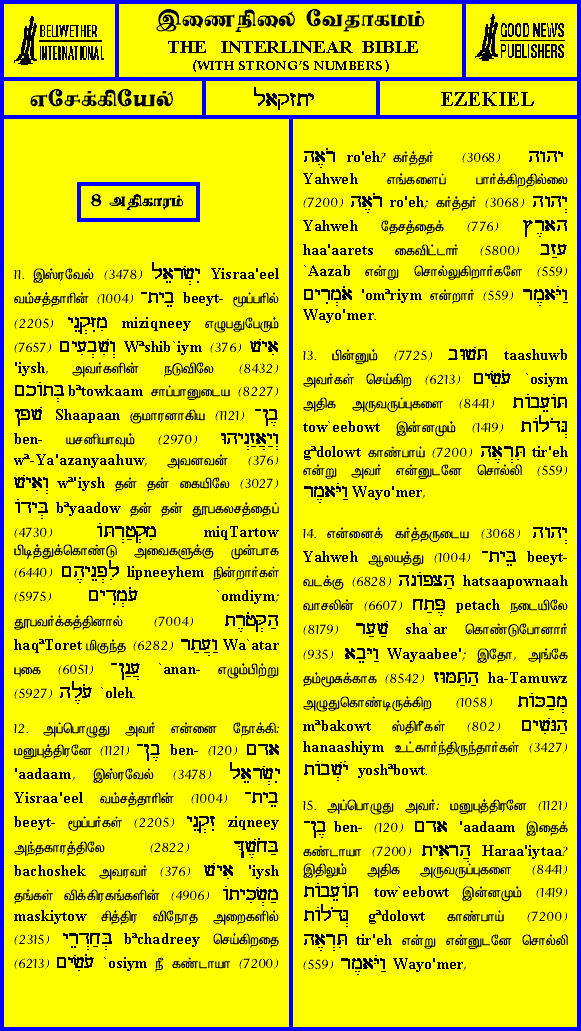 BELLWETHER
INTERNATIONAL
இணைநிலை வேதாகமம்
THE INTERLINEAR BIBLE
(WITH STRONG'S NUMBERS)
GOOD NEWS
PUBLISHERS
எசேக்கியேல்
יחזקאל
EZEKIEL
8 அதிகாரம்
11. இஸ்ரவேல் (3478) יִשְׂרָאֵל Yisraa'eel
வம்சத்தாரின் (1004) בֵּית־ beeyt- மூப்பரில்
(2205) מִזִּקְנֵי miziqneey எழுபதுபேரும்
(7657) וְשִׁבְעִים Wªshib`iym (376) אִישׁ
'iysh, அவர்களின் நடுவிலே (8432)
בְּתוֹכָם bªtowkaam சாப்பானுடைய (8227)
שָׁפָן Shaapaan குமாரனாகிய (1121) בֶּן־
ben- யசனியாவும் (2970) וְיַאֲזַנְיָהוּ
wª-Ya'azanyaahuw, அவனவன் (376)
וְאִישׁ wª'iysh தன் தன் கையிலே (3027)
בְּיָדוֹ bªyaadow தன் தன் தூபகலசத்தைப்
(4730) מִקְטַרְתּוֹ miqTartow
பிடித்துக்கொண்டு அவைகளுக்கு முன்பாக
(6440) לִפְנֵיהֶם lipneeyhem நின்றார்கள்
(5975) עֹמְדִים `omdiym;
தூபவர்க்கத்தினால் (7004) הַקְּטֹרֶת
haqªToret மிகுந்த (6282) וַעֲתַר Wa`atar
புகை (6051) עֲנַן־ `anan- எழும்பிற்று
(5927) עֹלֶה `oleh.
12. அப்பொழுது அவர் என்னை நோக்கி:
மனுபுத்திரனே (1121) בֶּן־ ben- (120) אָדָם
'aadaam, இஸ்ரவேல் (3478) יִשְׂרָאֵל
Yisraa'eel வம்சத்தாரின் (1004) בֵּית־
beeyt- மூப்பர்கள் (2205) זִקְנֵי ziqneey
அந்தகாரத்திலே (2822) בַּחֹשֶׁךְ
bachoshek அவரவர் (376) אִישׁ 'iysh
தங்கள் விக்கிரகங்களின் (4906) מַשְׂכִּיתוֹ
maskiytow சித்திர விநோத அறைகளில்
(2315) בְּחַדְרֵי bªchadreey செய்கிறதை
(6213) עֹשִׂים `osiym நீ கண்டாயா (7200)
רֹאֶה ro'eh? கர்த்தர் (3068) יהוה
Yahweh எங்களைப் பார்க்கிறதில்லை
(7200) רֹאֶה ro'eh; கர்த்தர் (3068) יְהוָה
Yahweh தேசத்தைக் (776) הָאָרֶץ
haa'aarets கைவிட்டார் (5800) עָזַב
`Aazab என்று சொல்லுகிறார்களே (559)
אֹמְרִים 'omªriym என்றார் (559) וַיֹּאמֶר
Wayo'mer.
13. பின்னும் (7725) תָּשׁוּב taashuwb
அவர்கள் செய்கிற (6213) עֹשִׂים `osiym
அதிக அருவருப்புகளை (8441) תּוֹעֵבוֹת
tow`eebowt இன்னமும் (1419) גְּדֹלוֹת
gªdolowt காண்பாய் (7200) תִּרְאֶה tir'eh
என்று அவர் என்னுடனே சொல்லி (559)
וַיֹּאמֶר Wayo'mer,
14. என்னைக் கர்த்தருடைய (3068) יְהוָה
Yahweh ஆலயத்து (1004) בֵּית־ beeyt-
வடக்கு (6828) הַצָּפוֹנָה hatsaapownaah
வாசலின் (6607) פֶּתַח petach நடையிலே
(8179) שַׁעַר sha`ar கொண்டுபோனார்
(935) וַיָּבֵא Wayaabee'; இதோ, அங்கே
தம்மூசுக்காக (8542) הַתַּמּוּז ha-Tamuwz
அழுதுகொண்டிருக்கிற (1058) מְבַכּוֹת
mªbakowt ஸ்திரீகள் (802) הַנָּשִׁים
hanaashiym உட்கார்ந்திருந்தார்கள் (3427)
יֹשְׁבוֹת yoshªbowt.
15. அப்பொழுது அவர்: மனுபுத்திரனே (1121)
בֶּן־ ben- (120) אָדָם 'aadaam இதைக்
கண்டாயா (7200) הֲרָאִיתָ Haraa'iytaa?
இதிலும் அதிக அருவருப்புகளை (8441)
תּוֹעֵבוֹת tow`eebowt இன்னமும் (1419)
גְּדֹלוֹת gªdolowt காண்பாய் (7200)
תִּרְאֶה tir'eh என்று என்னுடனே சொல்லி
(559) וַיֹּאמֶר Wayo'mer,